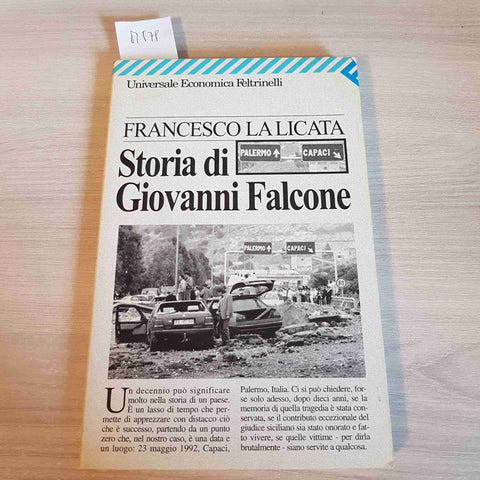 Universale Economica Feltrinelli
FRANCESCO LA LICATA
Storia di
PALERMO ↑ CAPACI ↘
Giovanni Falcone
PALERMO ↑ CAPACI ↘
Un decennio può significare
molto nella storia di un paese.
È un lasso di tempo che per-
mette di apprezzare con distacco ciò
che è successo, partendo da un punto
zero che, nel nostro caso, è una data e
un luogo: 23 maggio 1992, Capaci,
Palermo, Italia. Ci si può chiedere, for-
se solo adesso, dopo dieci anni, se la
memoria di quella tragedia è stata con-
servata, se il contributo eccezionale del
giudice siciliano sia stato onorato e fat-
to vivere, se quelle vittime - per dirla
brutalmente - siano servite a qualcosa.